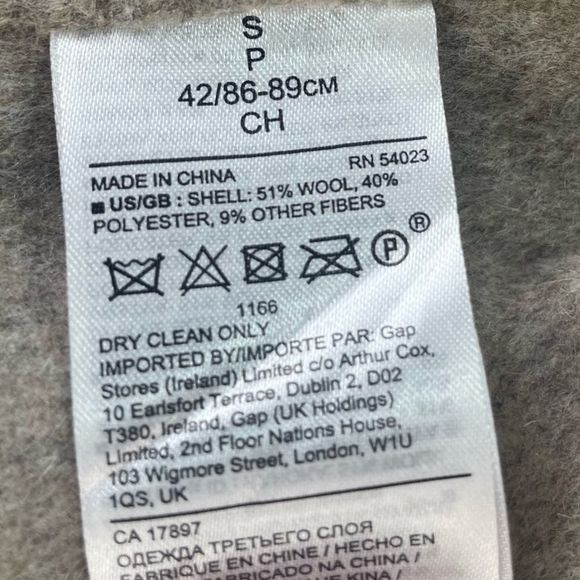 S
P
42/86-89CM
CH
MADE IN CHINA RN 54023
■ US/GB : SHELL: 51% WOOL, 40%
POLYESTER, 9% OTHER FIBERS
P ®
1166
DRY CLEAN ONLY
IMPORTED BY/IMPORTE PAR: Gap
Stores (Ireland) Limited c/o Arthur Cox,
10 Earlsfort Terrace, Dublin 2, D02
T380, Ireland, Gap (UK Holdings)
Limited, 2nd Floor Nations House,
103 Wigmore Street, London, W1U
1QS, UK
CA 17897
ОДЕЖДА ТРЕТЬЕГО СЛОЯ
FABRIQUE EN CHINE / HECHO EN
FABBRICATO NA CHINA /